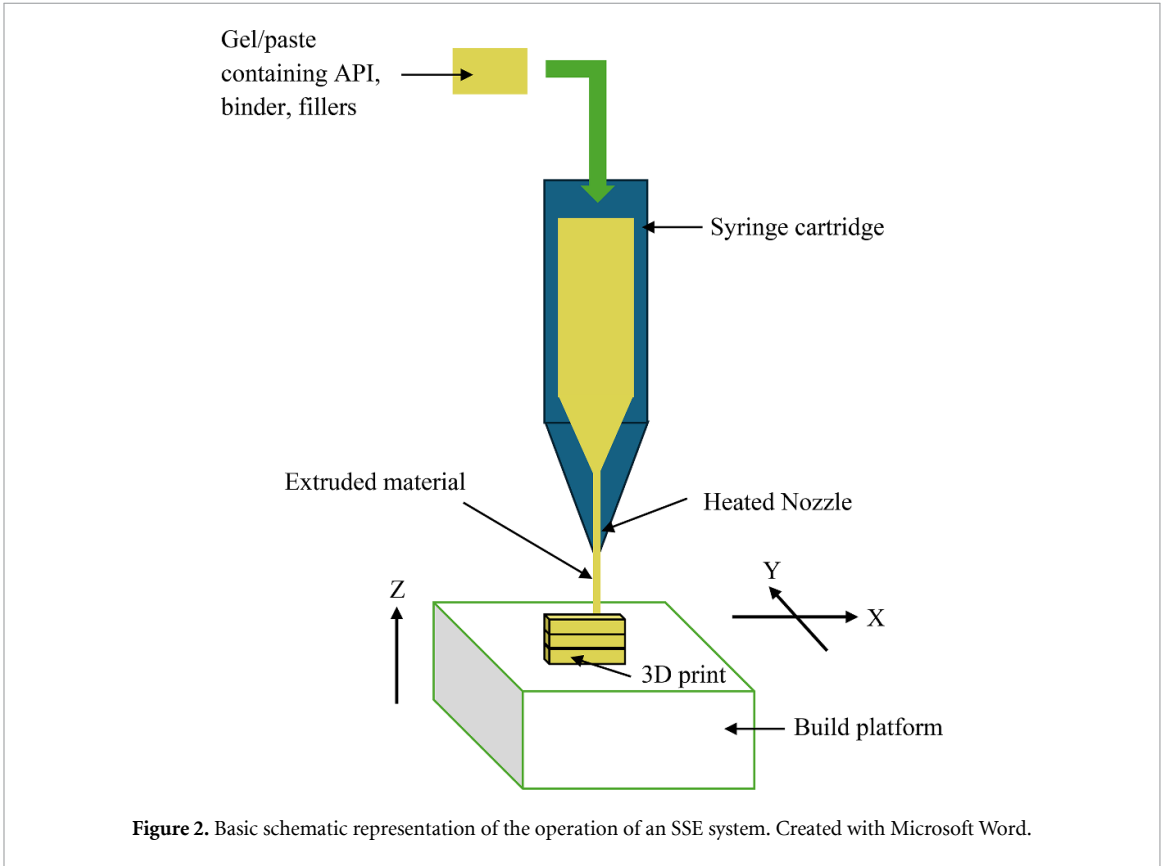 Gel/paste
containing API,
binder, fillers
Syringe cartridge
Extruded material
Heated Nozzle
Z
Y
X
3D print
Build platform
Figure 2. Basic schematic representation of the operation of an SSE system. Created with Microsoft Word.